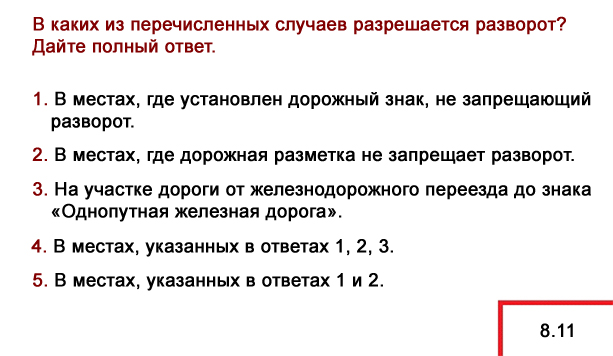 В каких из перечисленных случаев разрешается разворот?
Дайте полный ответ.
1. В местах, где установлен дорожный знак, не запрещающий
разворот.
2. В местах, где дорожная разметка не запрещает разворот.
3. На участке дороги от железнодорожного переезда до знака
«Однопутная железная дорога».
4. В местах, указанных в ответах 1, 2, 3.
5. В местах, указанных в ответах 1 и 2.
8.11